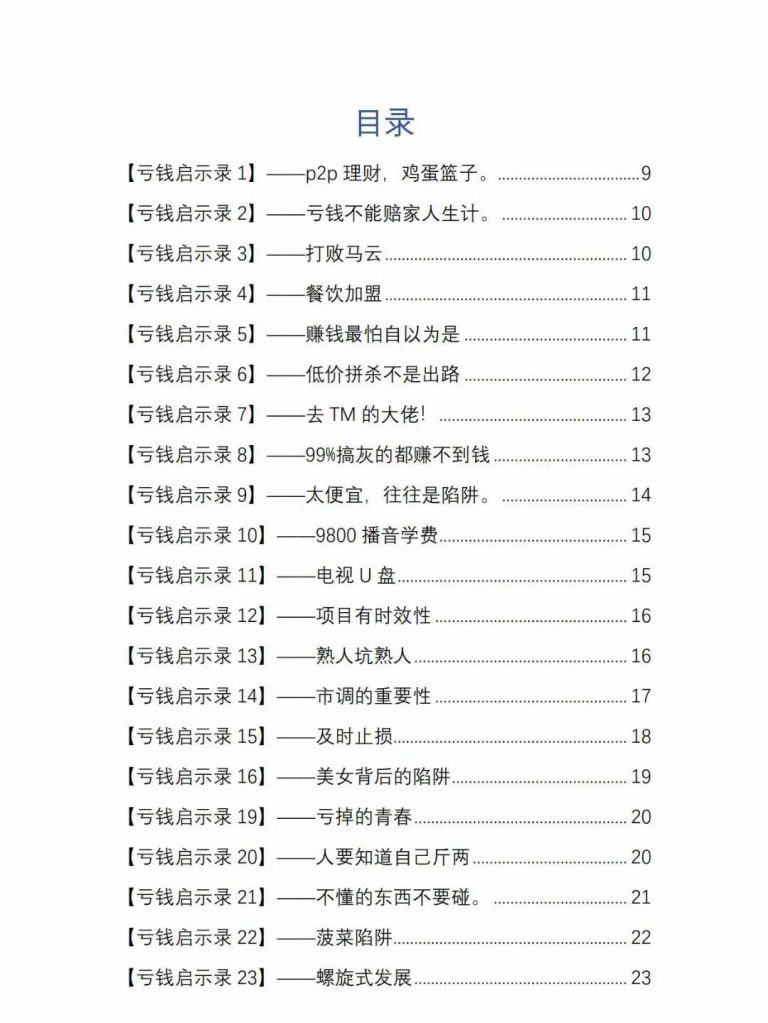 目录
【亏钱启示录 1】——p2p 理财，鸡蛋篮子。 9
【亏钱启示录 2】——亏钱不能赔家人生计。 10
【亏钱启示录 3】——打败马云 10
【亏钱启示录 4】——餐饮加盟 11
【亏钱启示录 5】——赚钱最怕自以为是 11
【亏钱启示录 6】——低价拼杀不是出路 12
【亏钱启示录 7】——去 TM 的大佬！ 13
【亏钱启示录 8】——99%搞灰的都赚不到钱 13
【亏钱启示录 9】——太便宜，往往是陷阱。 14
【亏钱启示录 10】——9800 播音学费 15
【亏钱启示录 11】——电视 U 盘 15
【亏钱启示录 12】——项目有时效性 16
【亏钱启示录 13】——熟人坑熟人 16
【亏钱启示录 14】——市调的重要性 17
【亏钱启示录 15】——及时止损 18
【亏钱启示录 16】——美女背后的陷阱 19
【亏钱启示录 19】——亏掉的青春 20
【亏钱启示录 20】——人要知道自己斤两 20
【亏钱启示录 21】——不懂的东西不要碰。 21
【亏钱启示录 22】——菠菜陷阱 22
【亏钱启示录 23】——螺旋式发展 23